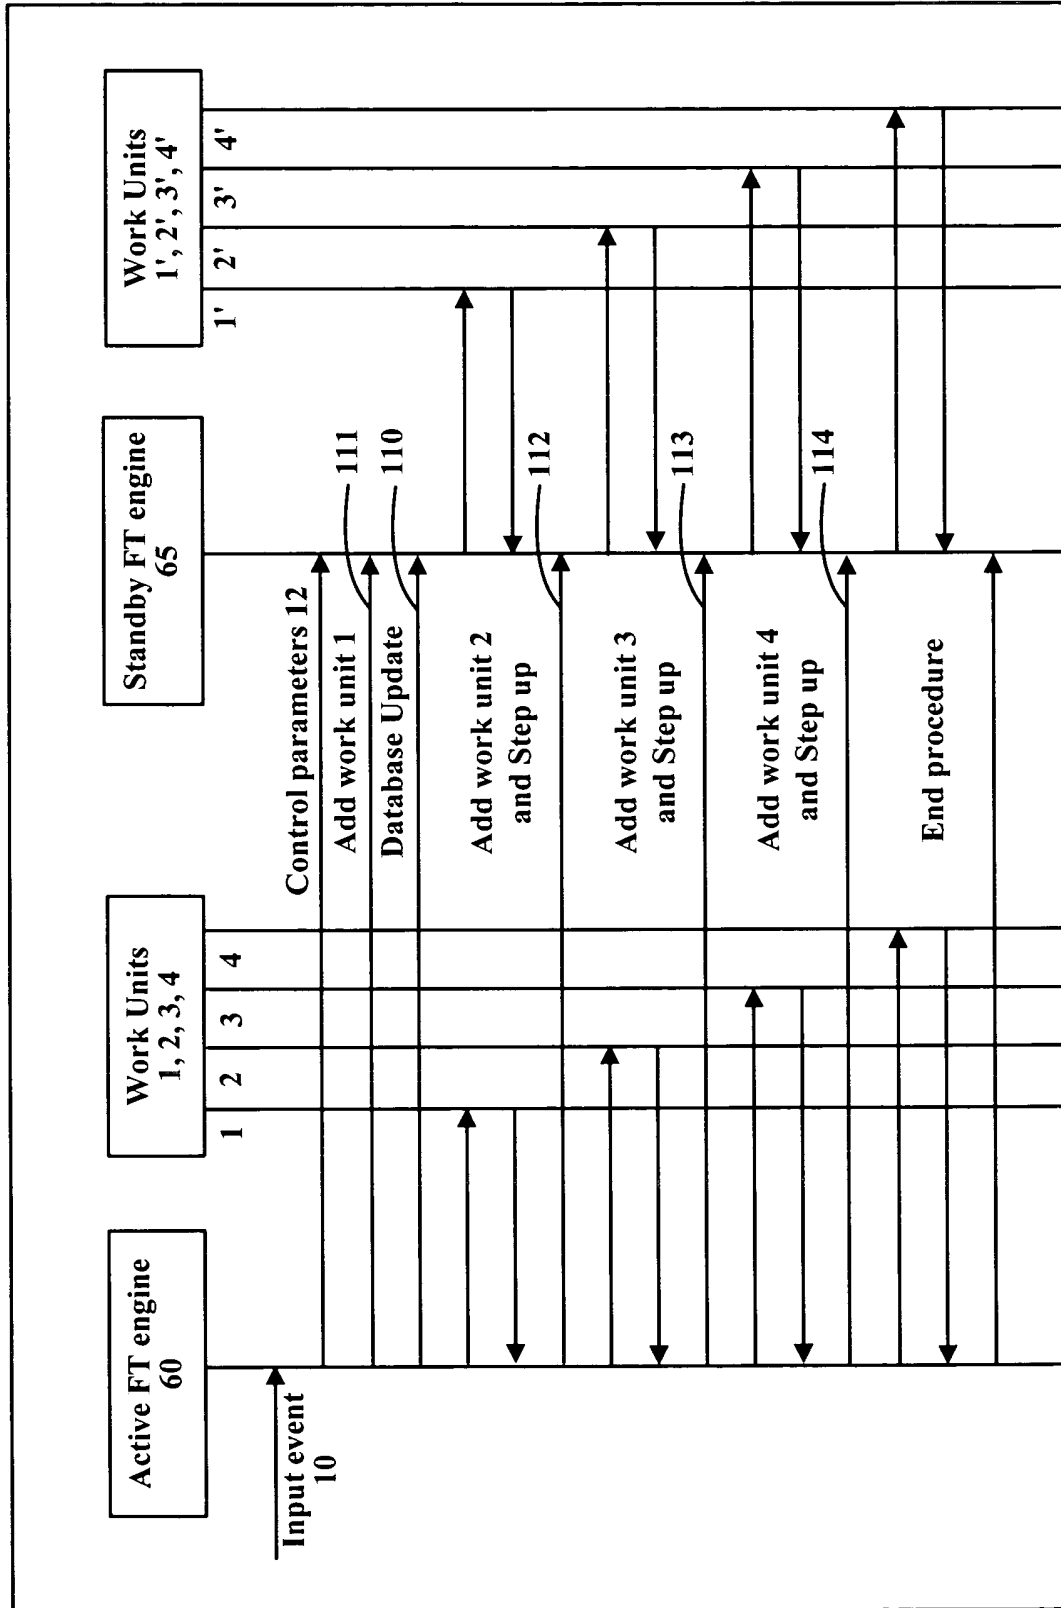 Active FT engine
60
Work Units
1, 2, 3, 4
Standby FT engine
65
Work Units
1', 2', 3', 4'
1
2
3
4
1'
2'
3'
4'
Input event
10
Control parameters 12
Add work unit 1
111
Database Update
110
Add work unit 2
and Step up
112
Add work unit 3
and Step up
113
Add work unit 4
and Step up
114
End procedure